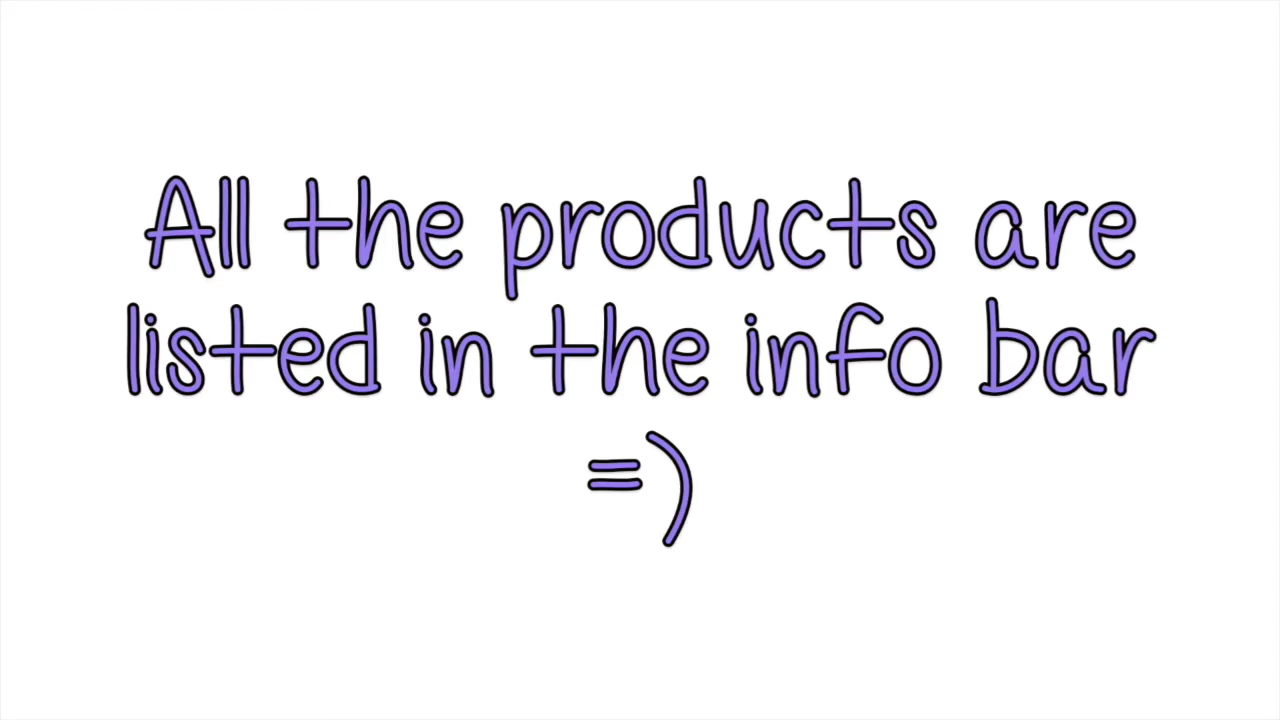 All the products are
listed in the info bar
=)